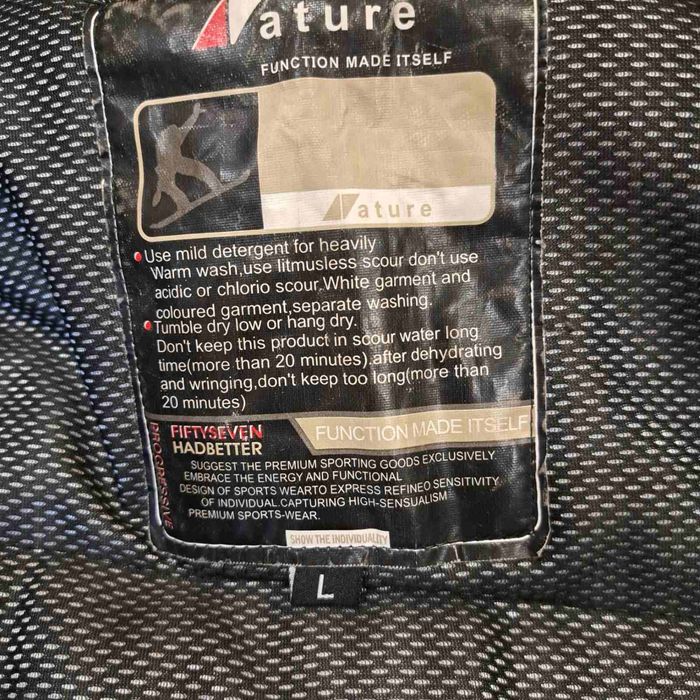 Nature
FUNCTION MADE ITSELF
Nature
Use mild detergent for heavily
Warm wash,use litmusless scour don't use
acidic or chlorio scour.White garment and
coloured garment,separate washing.
Tumble dry low or hang dry.
Don't keep this product in scour water long
time(more than 20 minutes).after dehydrating
and wringing,don't keep too long(more than
20 minutes)
PROGRESSIVE
FIFTYSEVEN
HADBETTER
FUNCTION MADE ITSELF
SUGGEST THE PREMIUM SPORTING GOODS EXCLUSIVELY
EMBRACE THE ENERGY AND FUNCTIONAL
DESIGN OF SPORTS WEARTO EXPRESS REFINEO SENSITIVITY
OF INDIVIDUAL.CAPTURING HIGH-SENSUALISM
PREMIUM SPORTS-WEAR.
SHOW THE INDIVIDUALITY
L